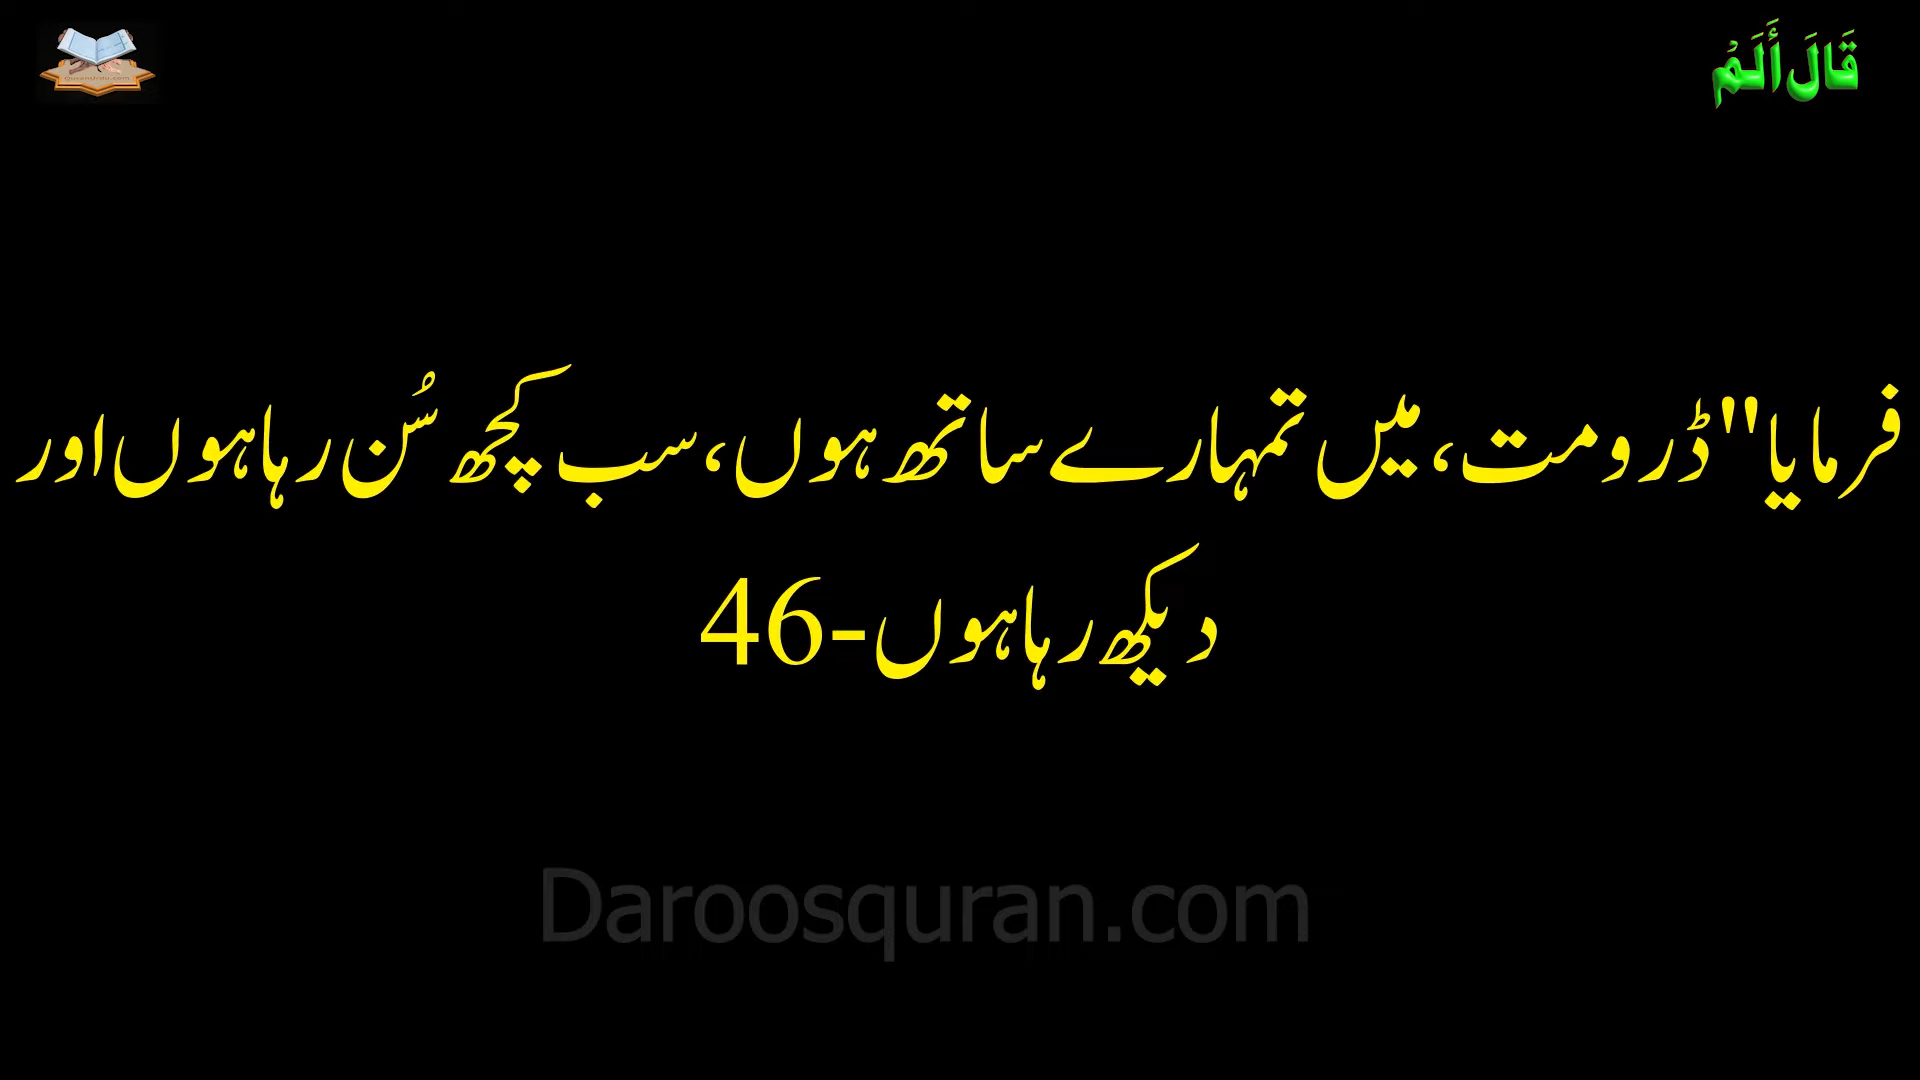 قَالَ أَلَمْ
فرمایا"ڈرو مت، میں تمہارے ساتھ ہوں، سب کچھ سُن رہا ہوں اور
دیکھ رہا ہوں-46
Daroosquran.com